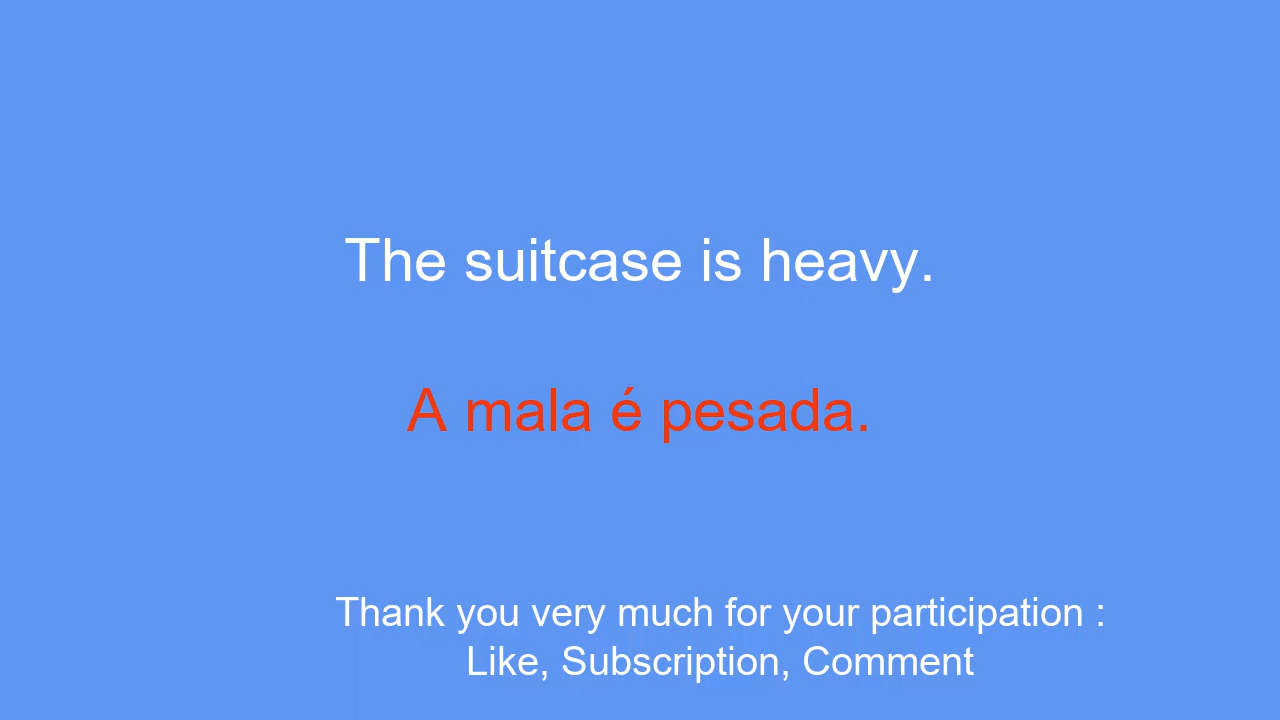 The suitcase is heavy.
A mala é pesada.
Thank you very much for your participation :
Like, Subscription, Comment